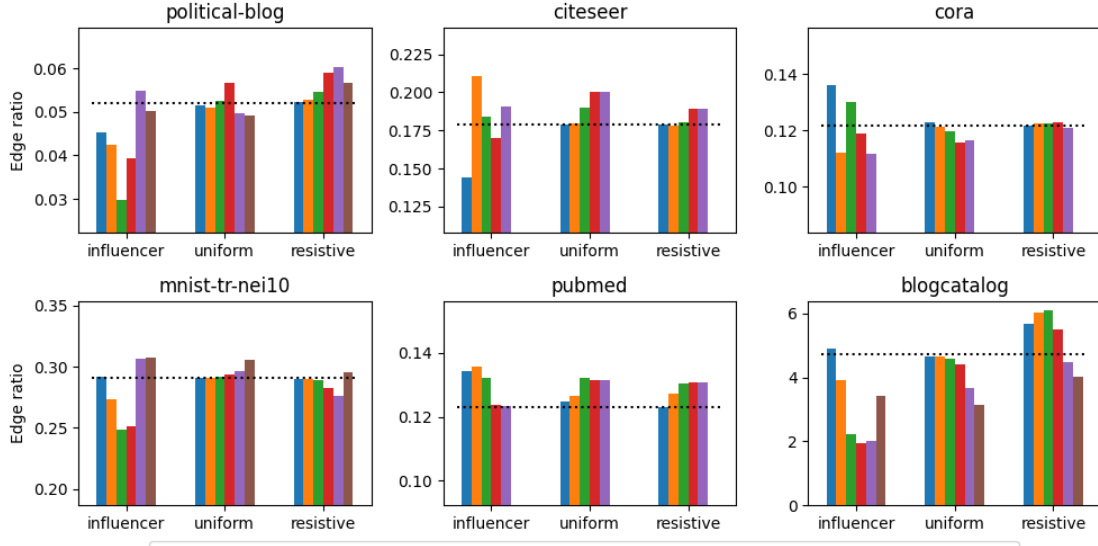 political-blog
citeseer
cora
Edge ratio
0.06
0.05
0.04
0.03
0.225
0.200
0.175
0.150
0.125
0.14
0.12
0.10
influencer uniform resistive
influencer uniform resistive
influencer uniform resistive
mnist-tr-nei10
pubmed
blogcatalog
Edge ratio
0.35
0.30
0.25
0.20
0.14
0.12
0.10
6
4
2
0
influencer uniform resistive
influencer uniform resistive
influencer uniform resistive